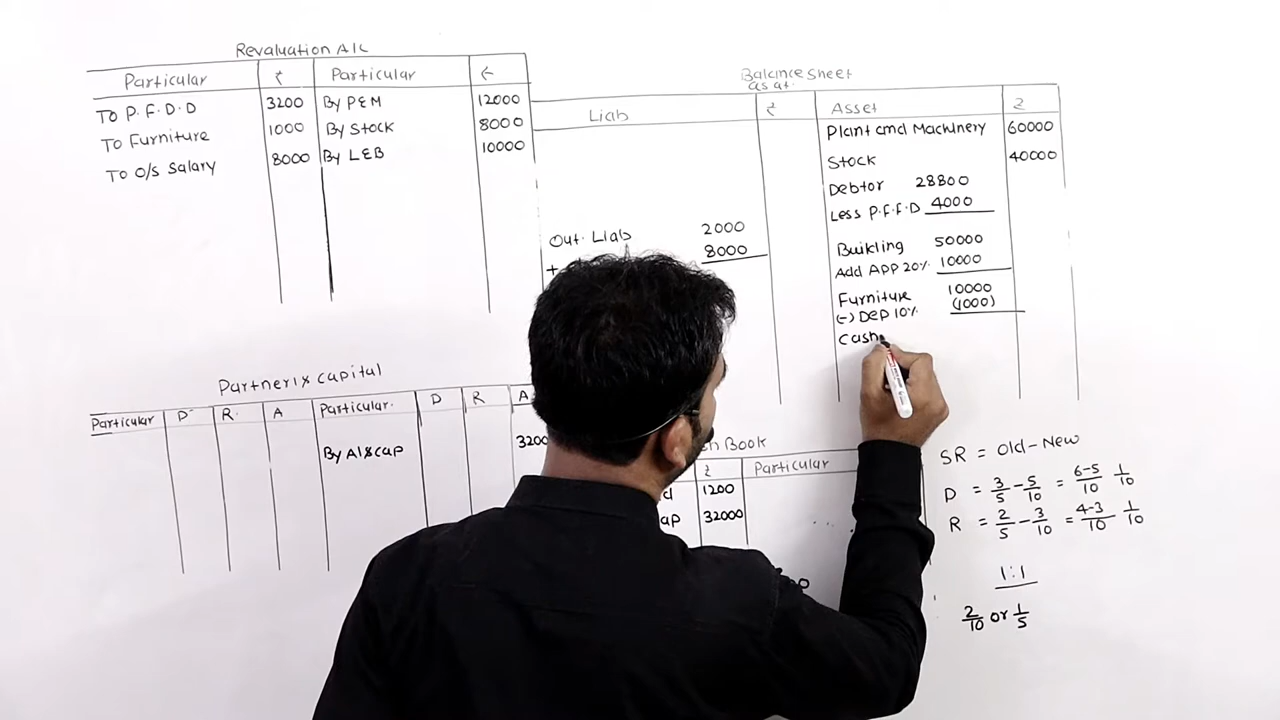 Revaluation A/C
Particular ₹ Particular ₹
To P.F.D.D 3200 By P&M 12000
To Furniture 1000 By Stock 8000
To O/S Salary 8000 By L&B 10000
Balance Sheet
as at.
Liab ₹ Asset ₹
Plant and Machinery 60000
Stock 40000
Debtor 28800
Less P.F.F.D 4000
Out. Liab 2000
+ 8000
Building 50000
Add APP 20% 10000
Furniture 10000
(-) Dep 10% (1000)
Cash
Partner's Capital
Particular D R A Particular D R A
By A's Cap 3200
Book
₹ Particular
1200
ap 32000
SR = Old - New
D = 3/5 - 5/10 = 6-5/10 1/10
R = 2/5 - 3/10 = 4-3/10 1/10
1:1
2/10 or 1/5